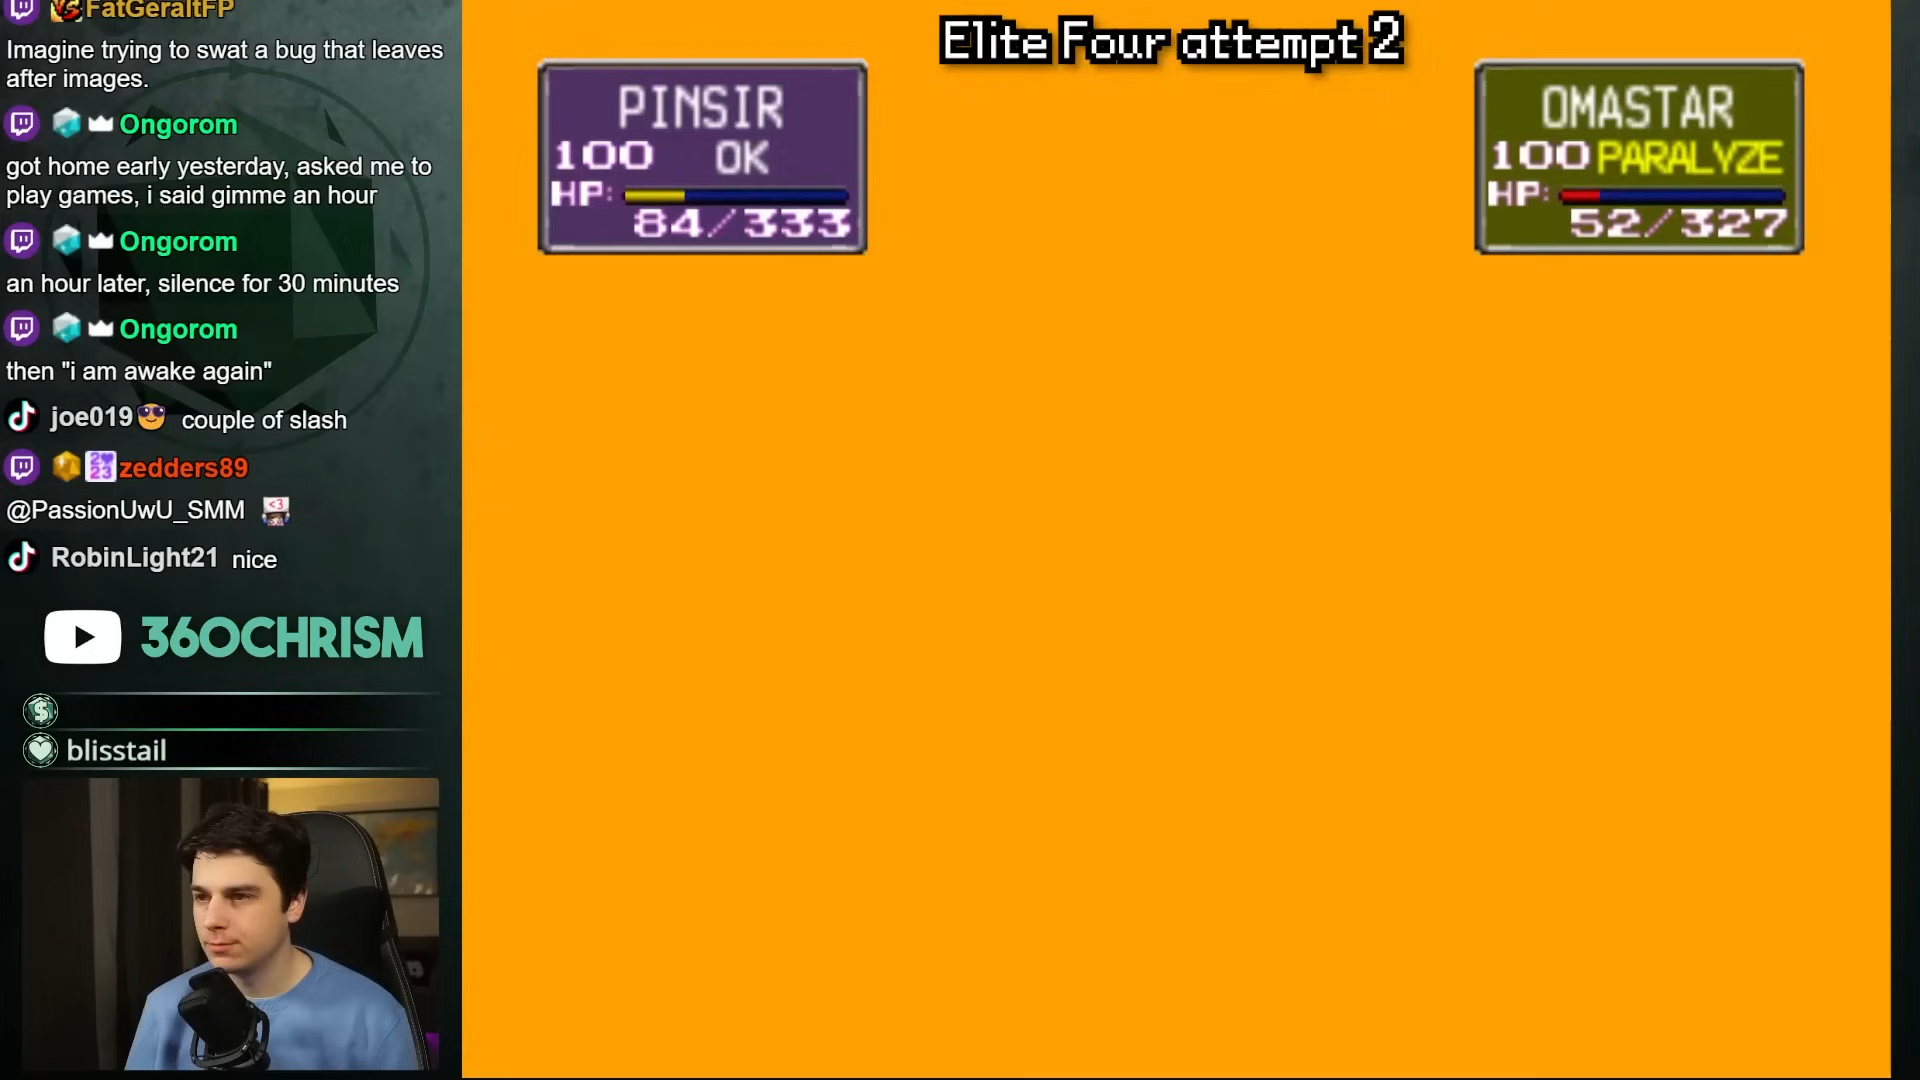 FatGeraltFP
Imagine trying to swat a bug that leaves
after images.
Ongorom
got home early yesterday, asked me to
play games, i said gimme an hour
Ongorom
an hour later, silence for 30 minutes
Ongorom
then "i am awake again"
joe019 couple of slash
zedders89
@PassionUwU_SMM <3
RobinLight21 nice
360CHRISM
$
blisstail
Elite Four attempt 2
PINSIR
100 OK
HP:
84/333
OMASTAR
100 PARALYZE
HP:
52/327